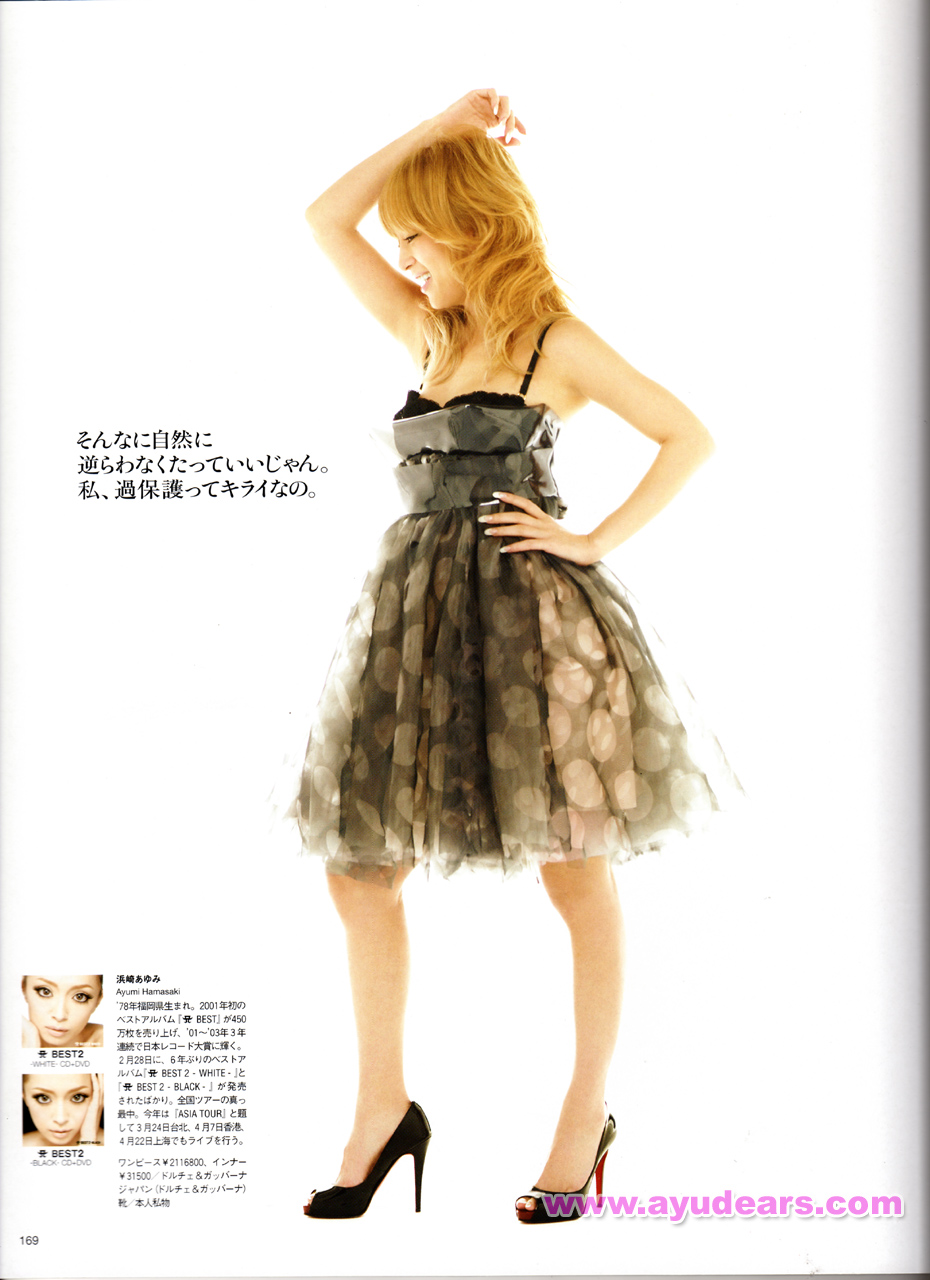 そんなに自然に
逆らわなくたっていいじゃん。
私、過保護ってキライなの。
浜崎あゆみ
Ayumi Hamasaki
'78年福岡県生まれ。2001年初の
ベストアルバム『A BEST』が450
万枚を売り上げ、'01〜'03年３年
連続で日本レコード大賞に輝く。
２月28日に、６年ぶりのベストア
ルバム『A BEST 2 - WHITE -』と
『A BEST 2 - BLACK -』が発売
されたばかり。全国ツアーの真っ
最中。今年は『ASIA TOUR』と題
して３月24日台北、４月7日香港、
４月22日上海でもライブを行う。
ワンピース¥2116800、インナー
¥31500／ドルチェ＆ガッバーナ
ジャパン（ドルチェ＆ガッバーナ）
靴／本人私物
A BEST2
-WHITE- CD+DVD
A BEST2
-BLACK- CD+DVD
169
www.ayudears.com